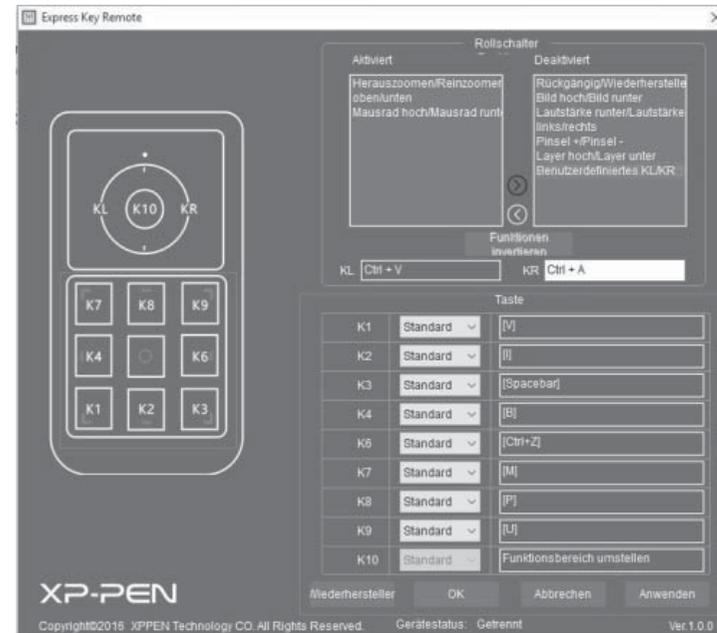 Express Key Remote
Rollschalter
Aktiviert
Deaktiviert
Herauszoomen/Reinzoomen
oben/unten
Mausrad hoch/Mausrad runt
Rückgängig/Wiederherstelle
Bild hoch/Bild runter
Lautstärke runter/Lautstärke
links/rechts
Pinsel +/Pinsel -
Layer hoch/Layer unter
Benutzerdefiniertes KL/KR
Funktionen
invertieren
KL Ctrl + V
KR Ctrl + A
KL K10 KR
K7 K8 K9
K4 K6
K1 K2 K3
Taste
K1 Standard [V]
K2 Standard [I]
K3 Standard [Spacebar]
K4 Standard [B]
K6 Standard [Ctrl+Z]
K7 Standard [M]
K8 Standard [P]
K9 Standard [U]
K10 Standard Funktionsbereich umstellen
Wiederhersteller OK Abbrechen Anwenden
XP-PEN
Copyright©2016 XPPEN Technology CO. All Rights Reserved. Gerätestatus: Getrennt Ver.1.0.0